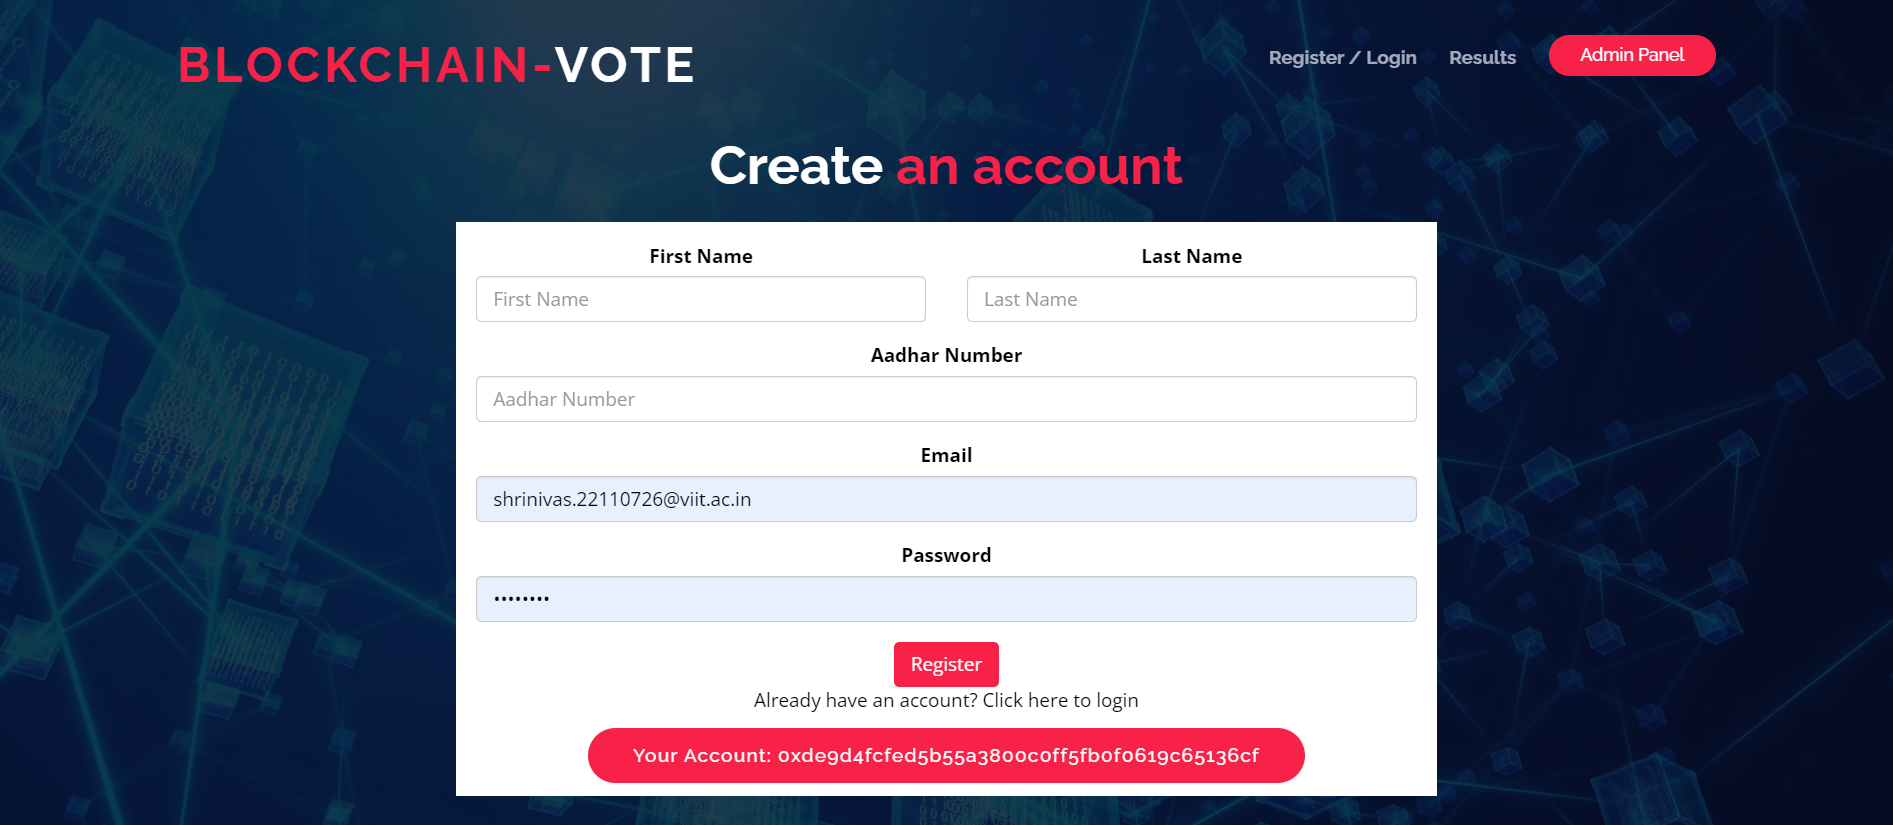 BLOCKCHAIN-VOTE
Register / Login
Results
Admin Panel
Create an account
First Name
Last Name
First Name
Last Name
Aadhar Number
Aadhar Number
Email
shrinivas.22110726@viit.ac.in
Password
••••••••
Register
Already have an account? Click here to login
Your Account: 0xde9d4fcfed5b55a3800c0ff5fb0f0619c65136cf